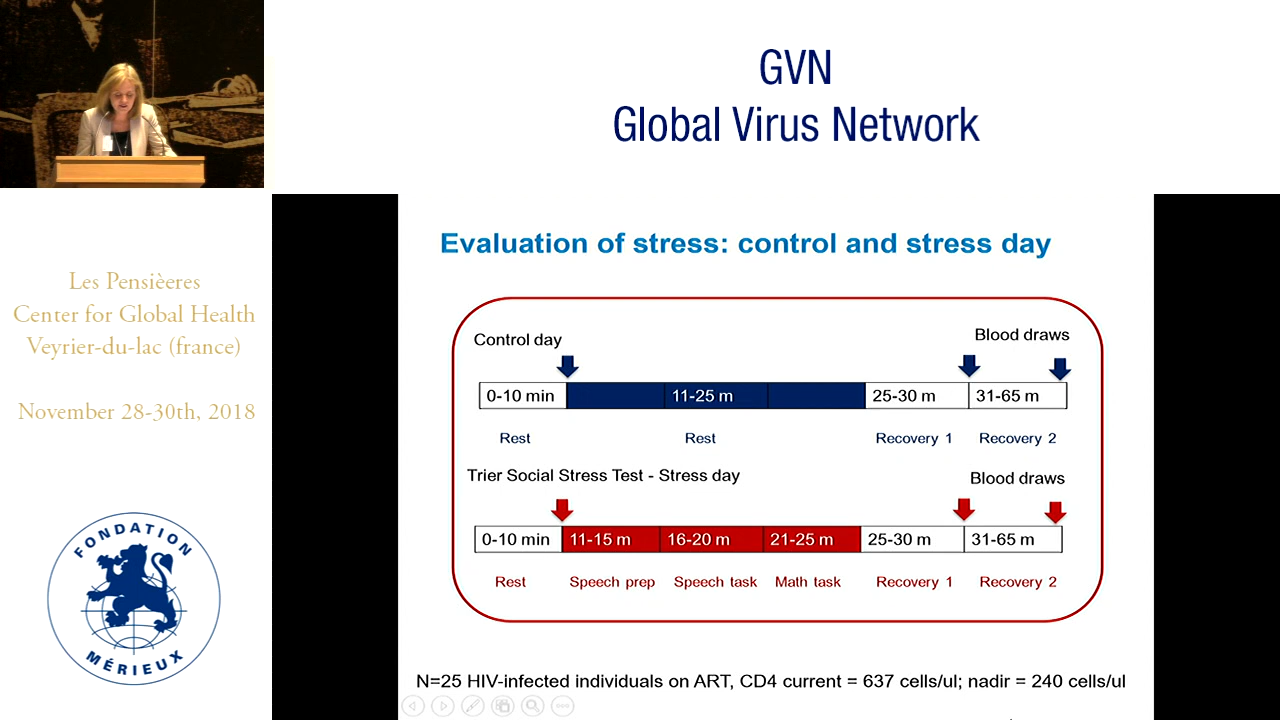 GVN
Global Virus Network
Les Pensièeres
Center for Global Health
Veyrier-du-lac (france)
November 28-30th, 2018
FONDATION
MÉRIEUX
Evaluation of stress: control and stress day
Control day
Blood draws
0-10 min 11-25 m 25-30 m 31-65 m
Rest Rest Recovery 1 Recovery 2
Trier Social Stress Test - Stress day
Blood draws
0-10 min 11-15 m 16-20 m 21-25 m 25-30 m 31-65 m
Rest Speech prep Speech task Math task Recovery 1 Recovery 2
N=25 HIV-infected individuals on ART, CD4 current = 637 cells/ul; nadir = 240 cells/ul